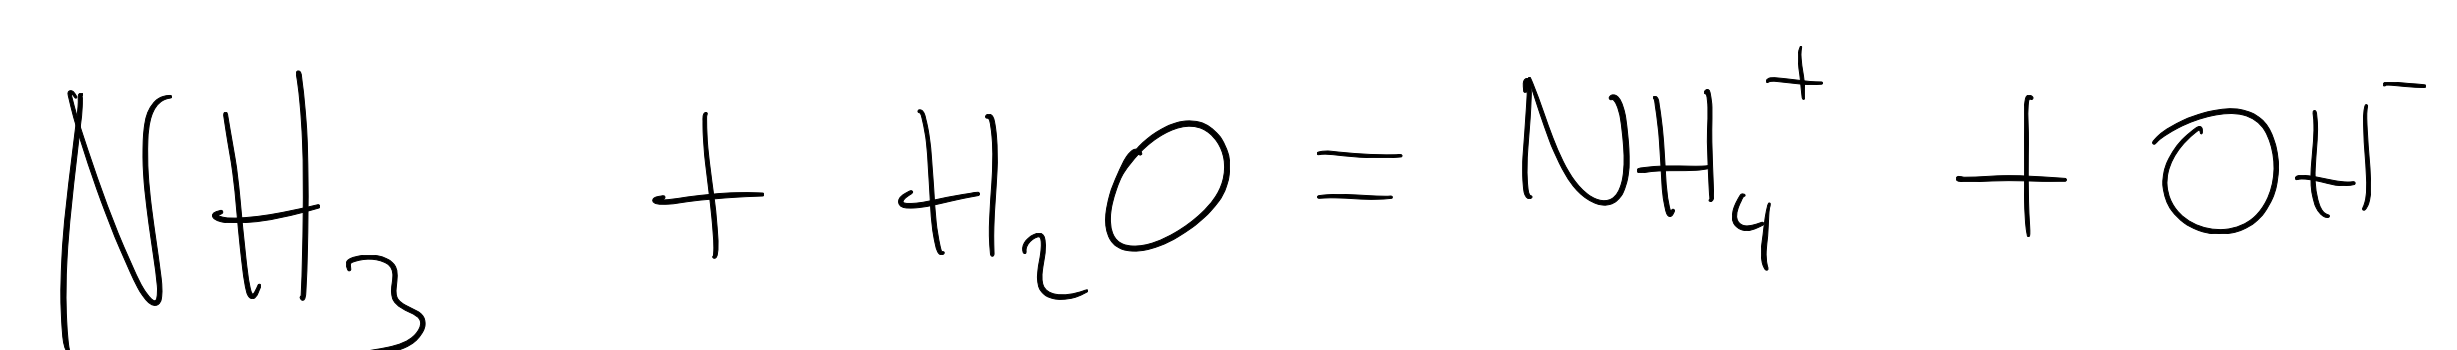 NH₃ + H₂O = NH₄⁺ + OH⁻